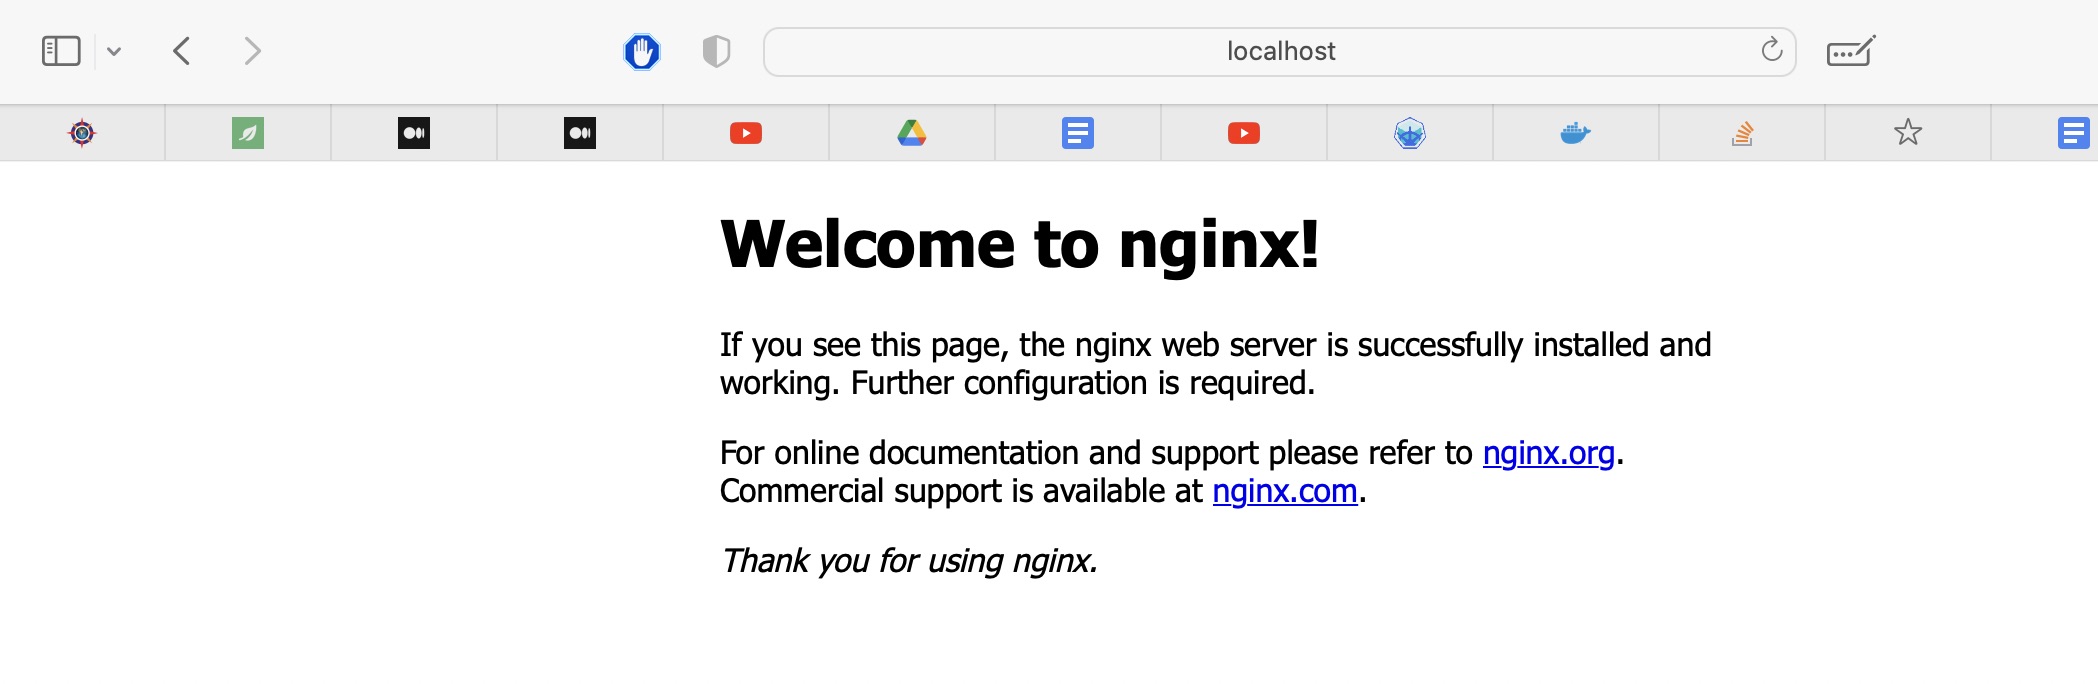 localhost
Welcome to nginx!
If you see this page, the nginx web server is successfully installed and
working. Further configuration is required.
For online documentation and support please refer to nginx.org.
Commercial support is available at nginx.com.
Thank you for using nginx.